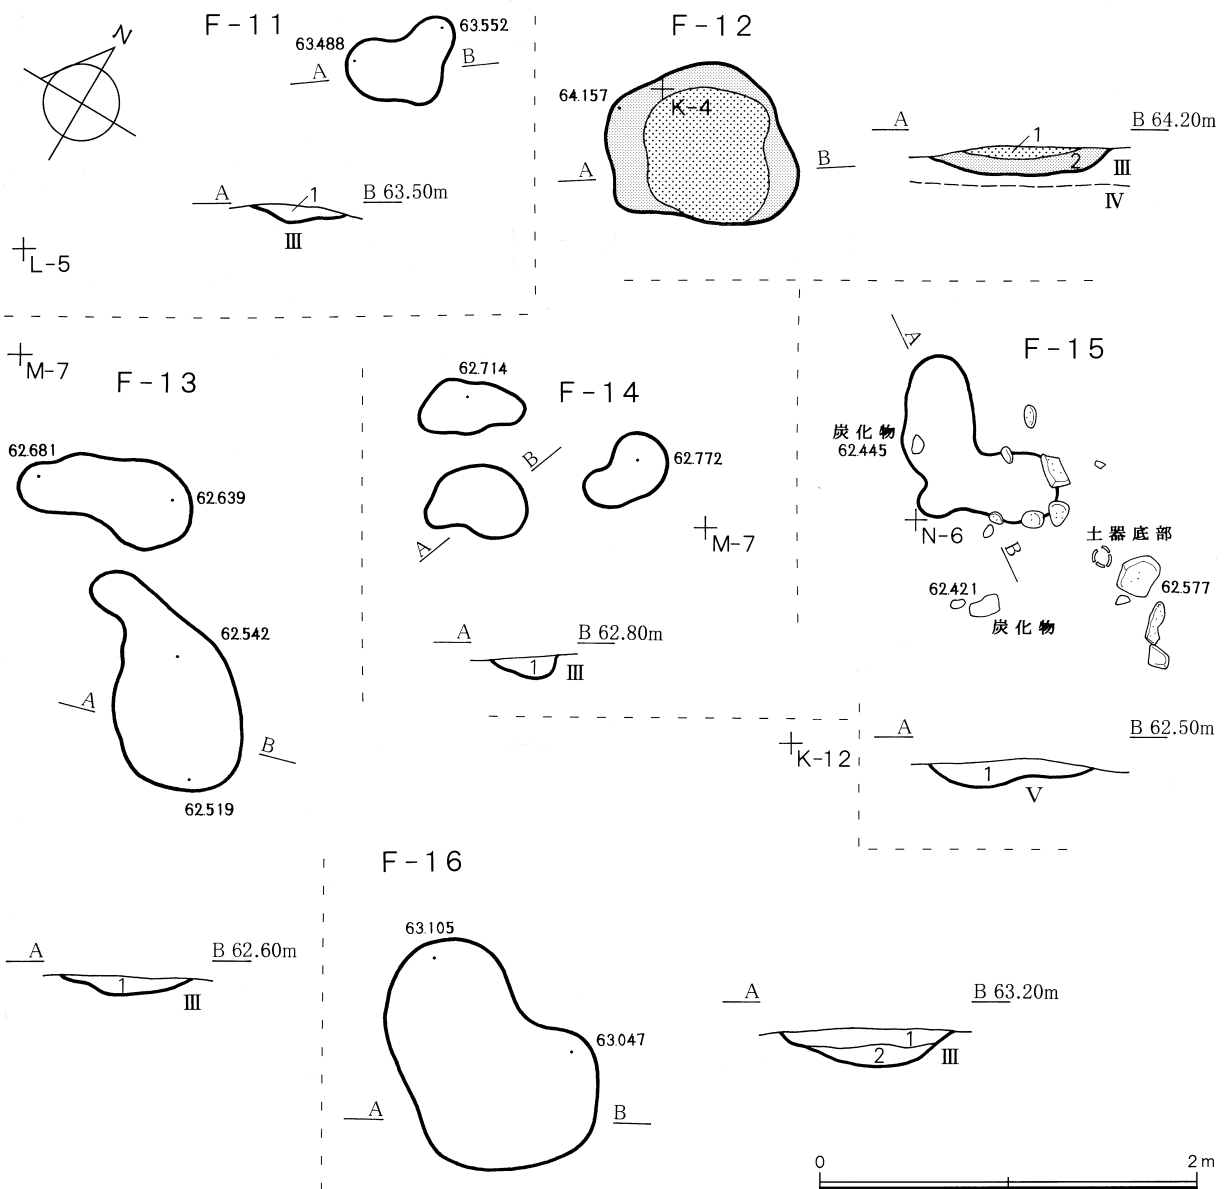 N
F-11
63.488
63.552
A
B
A
1
B 63.50m
III
L-5
F-12
64.157
K-4
A
B
A
1
2
B 64.20m
III
IV
M-7
F-13
62.681
62.639
62.542
A
B
62.519
A
1
B 62.60m
III
62.714
F-14
B
62.772
A
M-7
A
1
B 62.80m
III
A
F-15
炭化物
62.445
N-6
B
土器底部
62.421
62.577
炭化物
K-12
A
1
B 62.50m
V
F-16
63.105
63.047
A
B
A
1
2
B 63.20m
III
0
2m